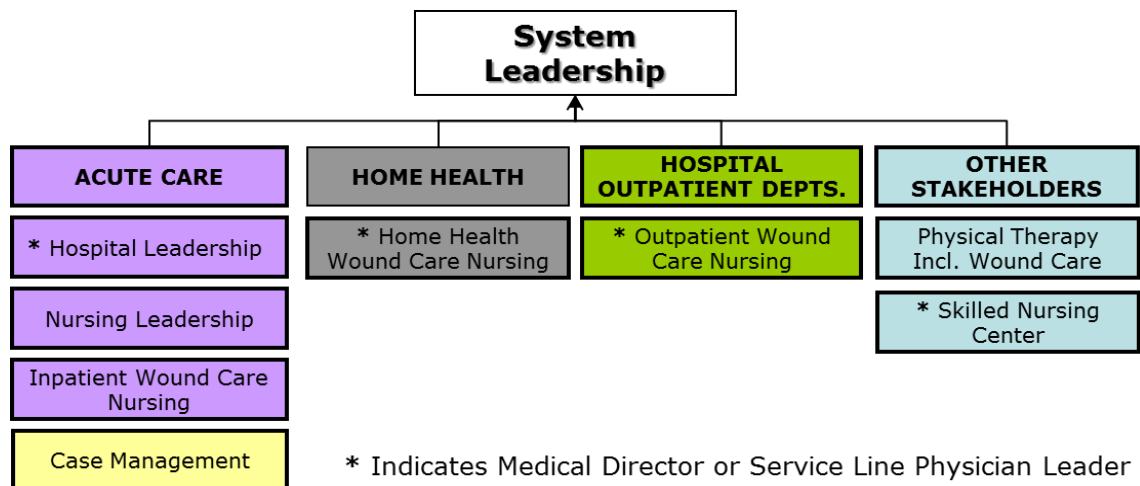 System
Leadership
ACUTE CARE
* Hospital Leadership
Nursing Leadership
Inpatient Wound Care
Nursing
Case Management
HOME HEALTH
* Home Health
Wound Care Nursing
HOSPITAL
OUTPATIENT DEPTS.
* Outpatient Wound
Care Nursing
OTHER
STAKEHOLDERS
Physical Therapy
Incl. Wound Care
* Skilled Nursing
Center
* Indicates Medical Director or Service Line Physician Leader